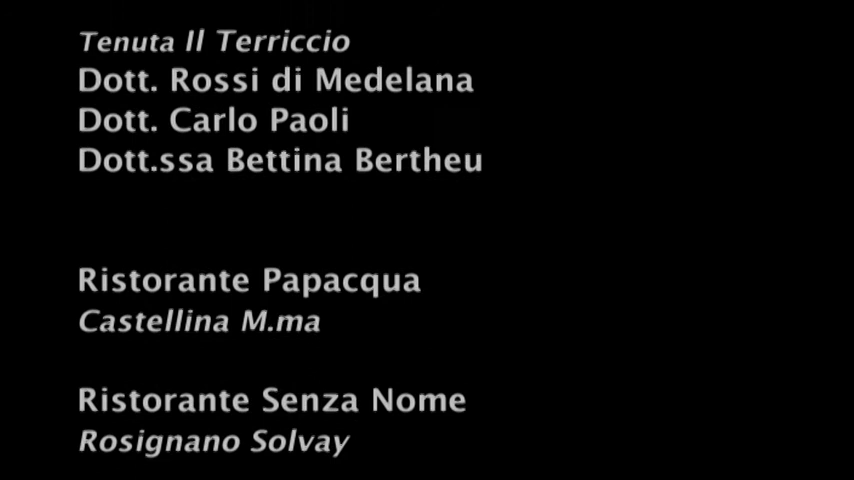 Tenuta Il Terriccio
Dott. Rossi di Medelana
Dott. Carlo Paoli
Dott.ssa Bettina Bertheu
Ristorante Papacqua
Castellina M.ma
Ristorante Senza Nome
Rosignano Solvay